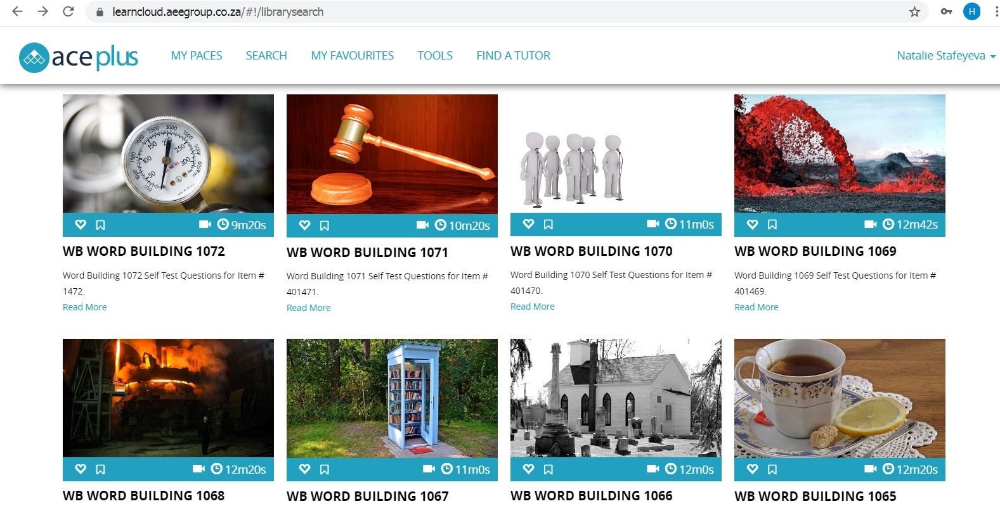 learncloud.aeegroup.co.za/#!/librarysearch
H
ace plus
MY PACES
SEARCH
MY FAVOURITES
TOOLS
FIND A TUTOR
Natalie Stafeyeva
9m20s
10m20s
11m0s
12m42s
WB WORD BUILDING 1072
Word Building 1072 Self Test Questions for Item #
1472.
Read More
WB WORD BUILDING 1071
Word Building 1071 Self Test Questions for Item #
401471.
Read More
WB WORD BUILDING 1070
Word Building 1070 Self Test Questions for Item #
401470.
Read More
WB WORD BUILDING 1069
Word Building 1069 Self Test Questions for Item #
401469.
Read More
12m20s
11m0s
12m0s
12m20s
WB WORD BUILDING 1068
WB WORD BUILDING 1067
WB WORD BUILDING 1066
WB WORD BUILDING 1065